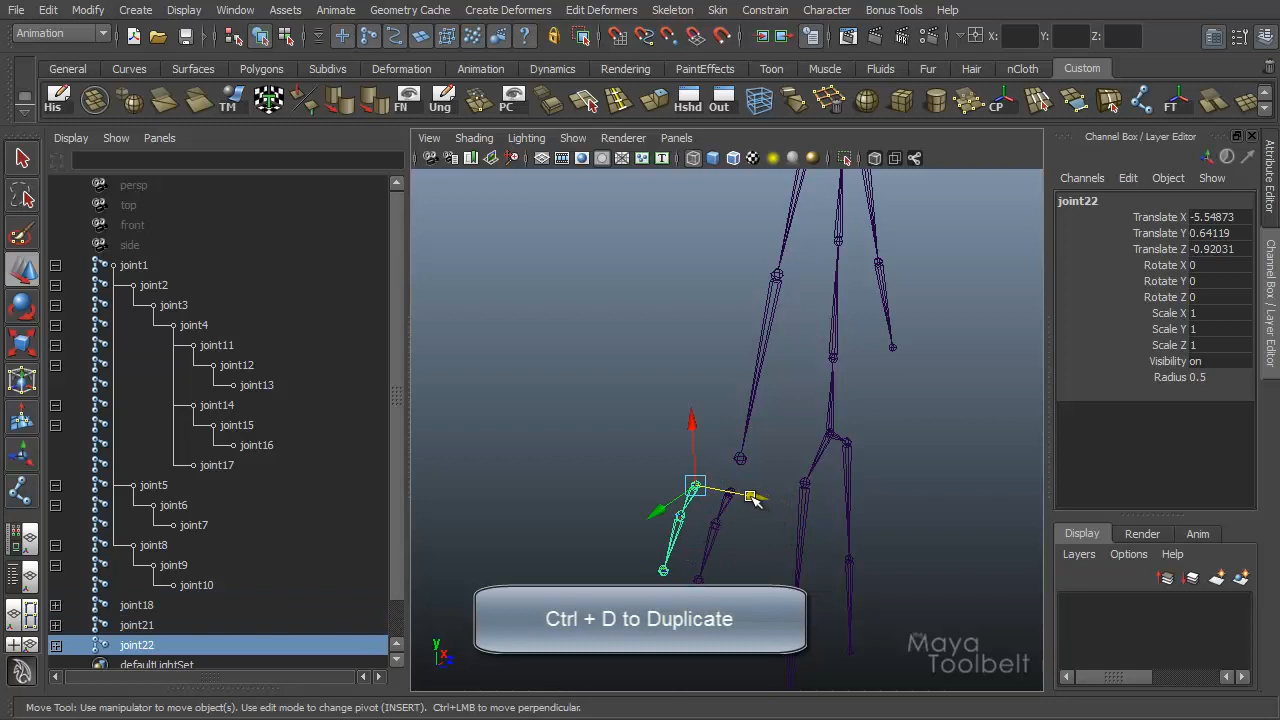 File Edit Modify Create Display Window Assets Animate Geometry Cache Create Deformers Edit Deformers Skeleton Skin Constrain Character Bonus Tools Help
Animation X: Y: Z:
General Curves Surfaces Polygons Subdivs Deformation Animation Dynamics Rendering PaintEffects Toon Muscle Fluids Fur Hair nCloth Custom
His TM FN Ung PC Hshd Out CP FT
Display Show Panels
View Shading Lighting Show Renderer Panels
Channel Box / Layer Editor
Channels Edit Object Show
persp
top
front
side
joint1
joint2
joint3
joint4
joint11
joint12
joint13
joint14
joint15
joint16
joint17
joint5
joint6
joint7
joint8
joint9
joint10
joint18
joint21
joint22
defaultLightSet
joint22
Translate X -5.54873
Translate Y 0.64119
Translate Z -0.92031
Rotate X 0
Rotate Y 0
Rotate Z 0
Scale X 1
Scale Y 1
Scale Z 1
Visibility on
Radius 0.5
Attribute Editor
Channel Box / Layer Editor
Display Render Anim
Layers Options Help
Ctrl + D to Duplicate
y x z
My
Maya
Toolbelt
Move Tool: Use manipulator to move object(s). Use edit mode to change pivot (INSERT). Ctrl+LMB to move perpendicular.